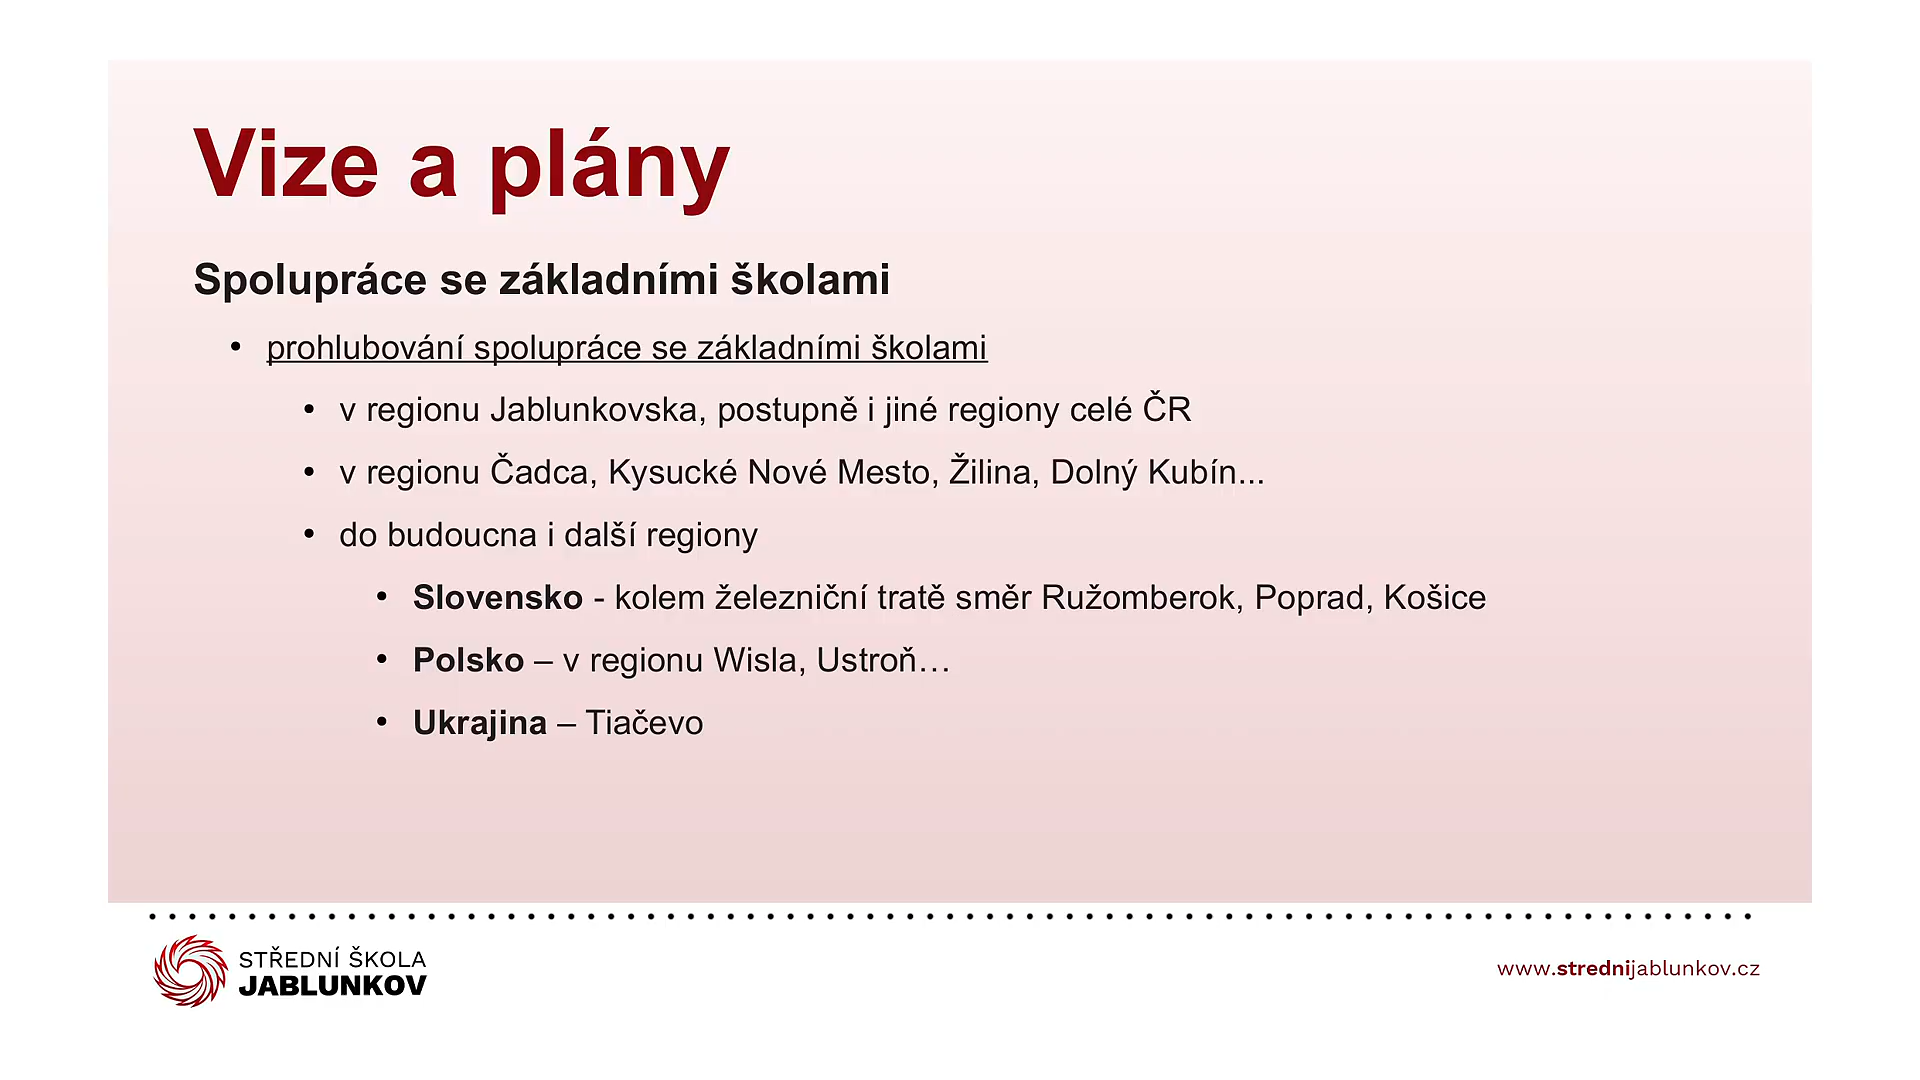 Vize a plány
Spolupráce se základními školami
• prohlubování spolupráce se základními školami
• v regionu Jablunkovska, postupně i jiné regiony celé ČR
• v regionu Čadca, Kysucké Nové Mesto, Žilina, Dolný Kubín...
• do budoucna i další regiony
• Slovensko - kolem železniční tratě směr Ružomberok, Poprad, Košice
• Polsko – v regionu Wisla, Ustroň…
• Ukrajina – Tiačevo
STŘEDNÍ ŠKOLA
JABLUNKOV
www.strednijablunkov.cz